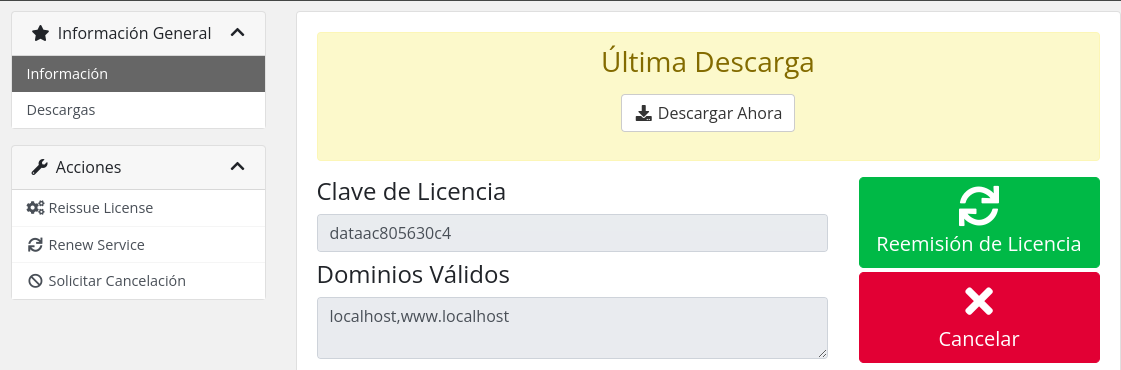 Información General
Información
Descargas
Acciones
Reissue License
Renew Service
Solicitar Cancelación
Última Descarga
Descargar Ahora
Clave de Licencia
dataac805630c4
Dominios Válidos
localhost,www.localhost
Reemisión de Licencia
Cancelar